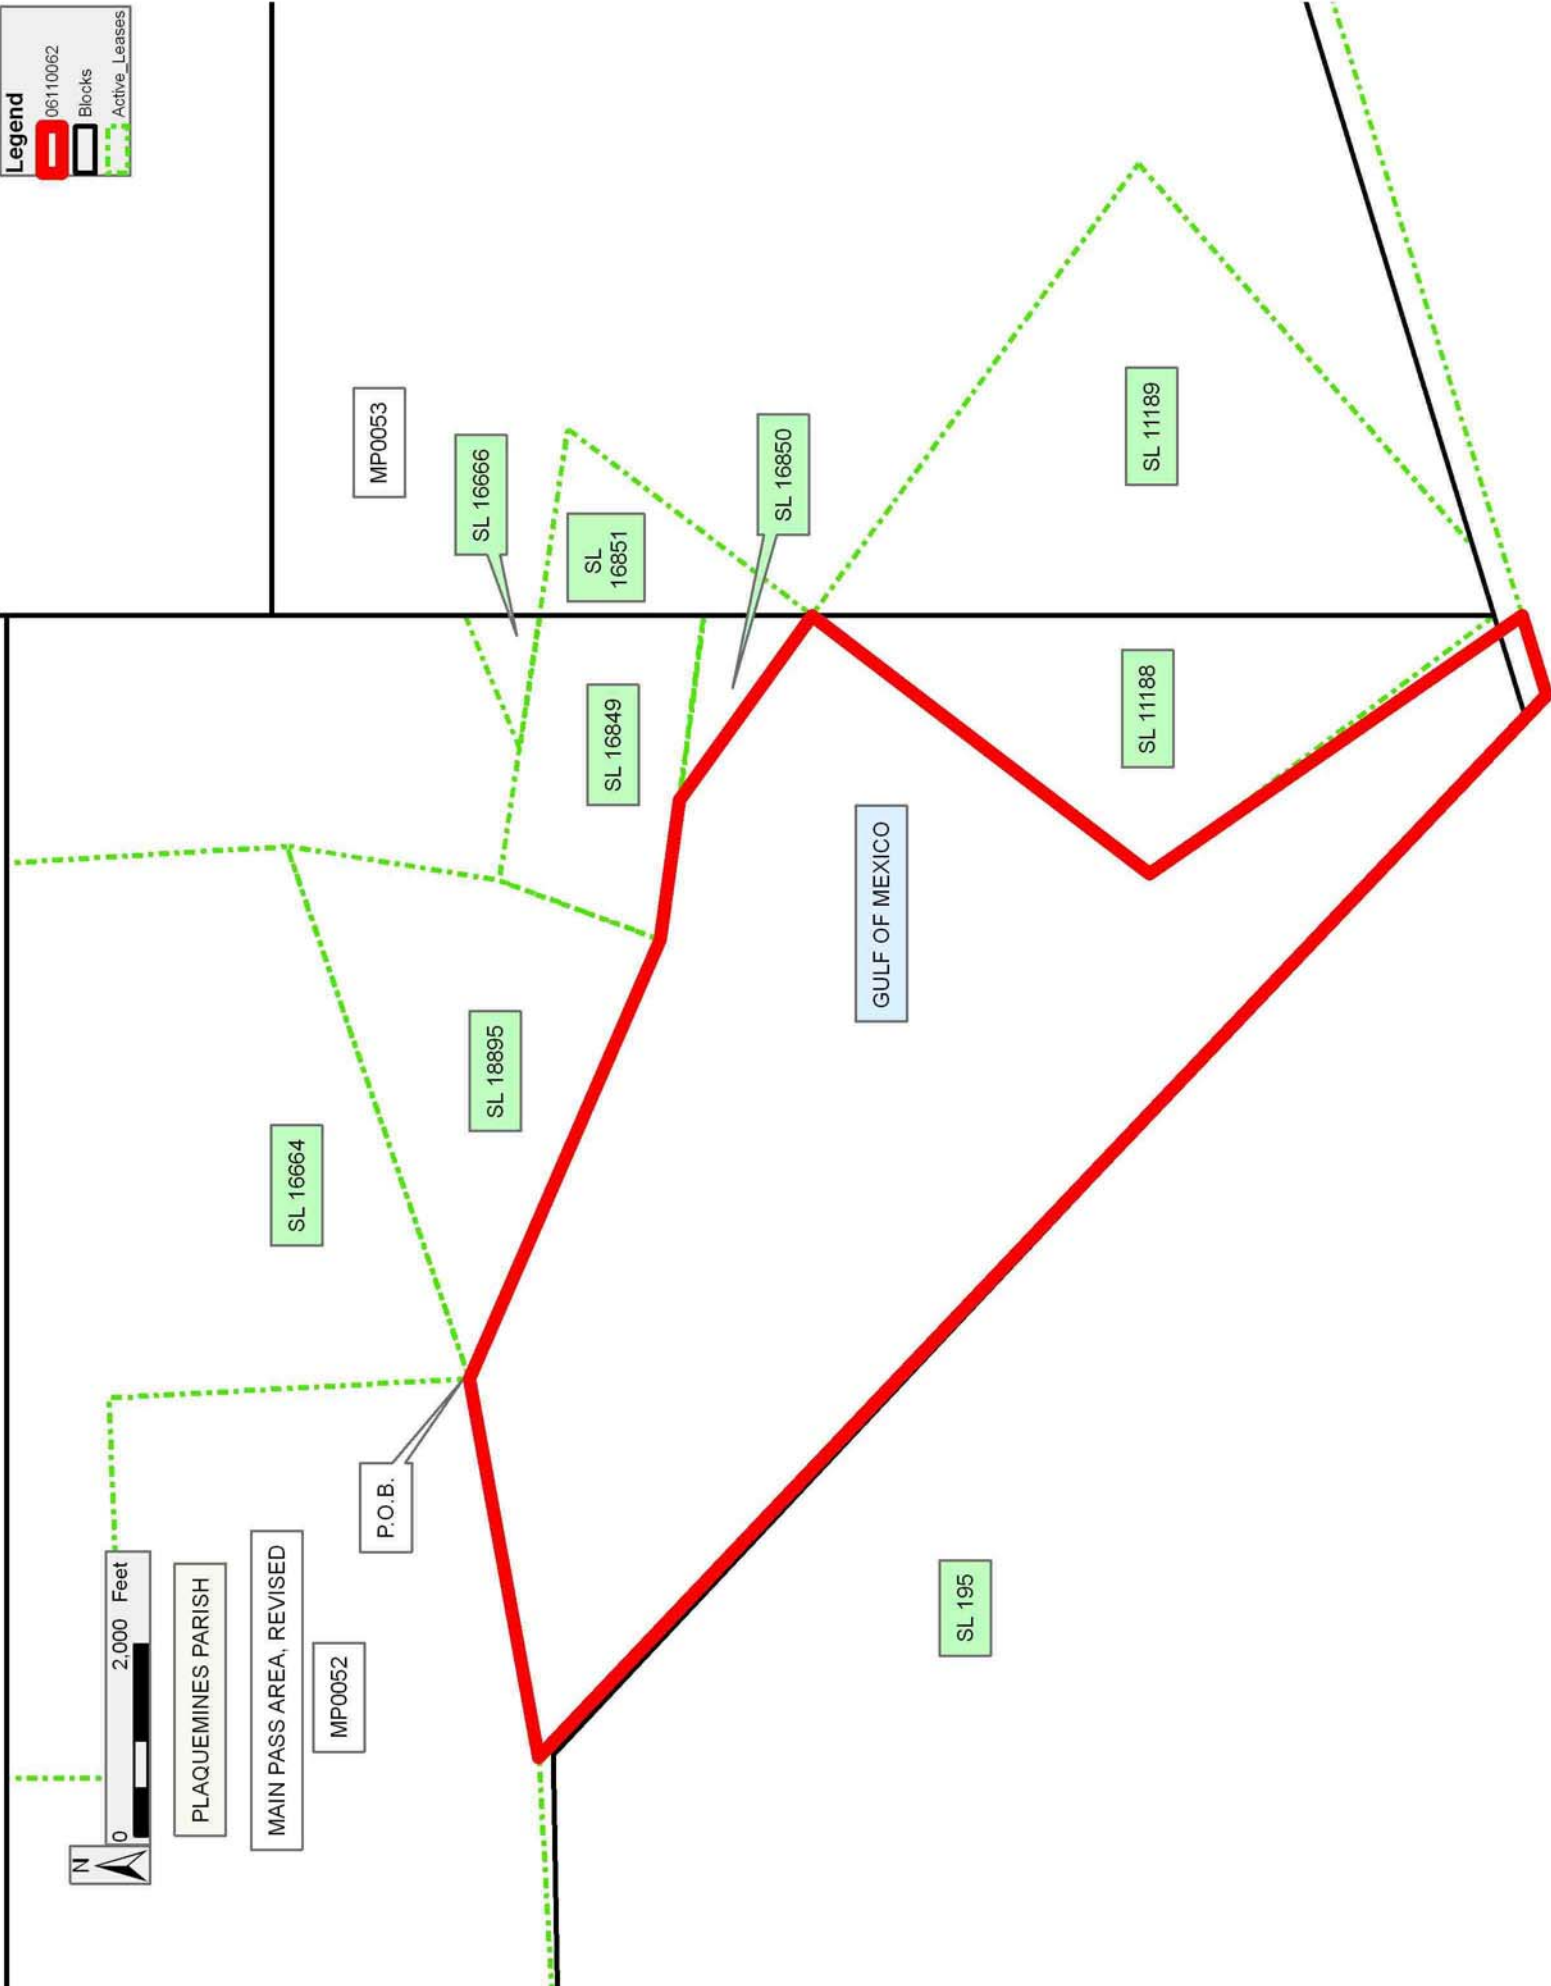 Legend
06110062
Blocks
Active_Leases
N
0 2,000 Feet
PLAQUEMINES PARISH
MAIN PASS AREA, REVISED
MP0052
P.O.B.
SL 16664
SL 18895
MP0053
SL 16666
SL
16851
SL 16849
SL 16850
GULF OF MEXICO
SL 11188
SL 11189
SL 195